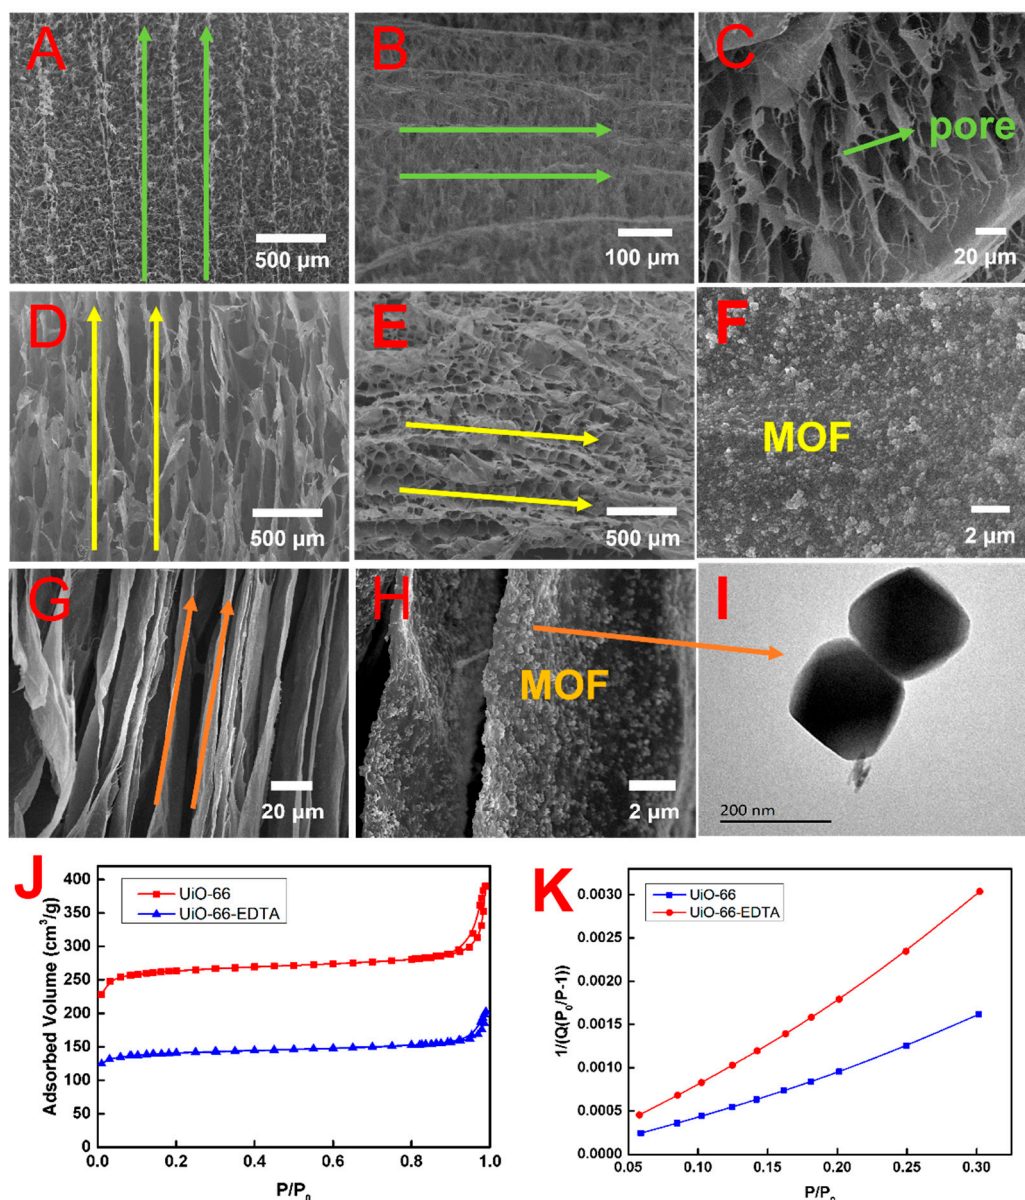 A
500 µm
B
100 µm
C
pore
20 µm
D
500 µm
E
500 µm
F
MOF
2 µm
G
20 µm
H
MOF
2 µm
I
200 nm
J
UiO-66
UiO-66-EDTA
Adsorbed Volume (cm³/g)
400
350
300
250
200
150
100
50
0
0.0 0.2 0.4 0.6 0.8 1.0
P/P₀
K
UiO-66
UiO-66-EDTA
1/(Q(P₀/P-1))
0.0030
0.0025
0.0020
0.0015
0.0010
0.0005
0.0000
0.05 0.10 0.15 0.20 0.25 0.30
P/P₀